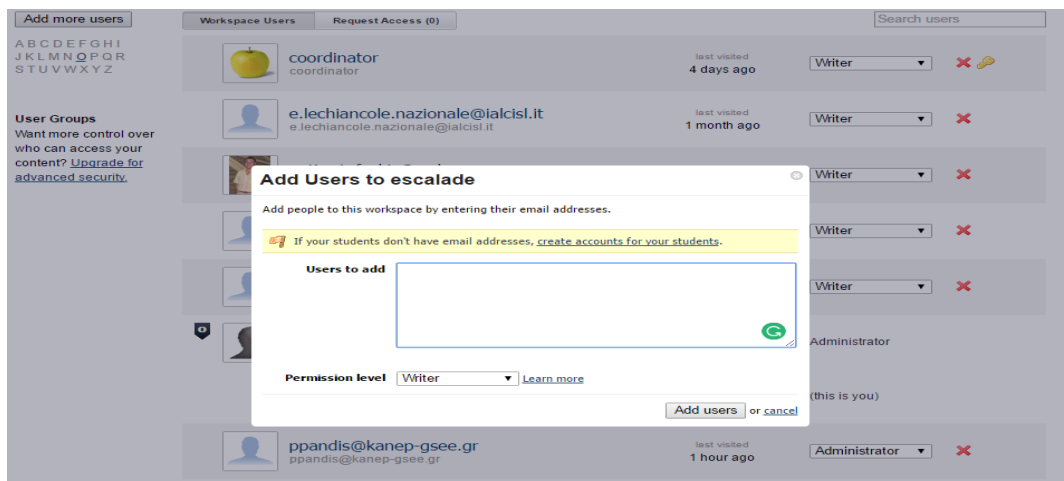 Add more users
Workspace Users
Request Access (0)
Search users
A B C D E F G H I
J K L M N O P Q R
S T U V W X Y Z
User Groups
Want more control over
who can access your
content? Upgrade for
advanced security.
coordinator
coordinator
last visited
4 days ago
Writer
e.lechiancole.nazionale@ialcisl.it
e.lechiancole.nazionale@ialcisl.it
last visited
1 month ago
Writer
Writer
Writer
Writer
0
Administrator
(this is you)
Add Users to escalade
Add people to this workspace by entering their email addresses.
If your students don't have email addresses, create accounts for your students.
Users to add
Permission level
Writer
Learn more
Add users or cancel
ppandis@kanep-gsee.gr
ppandis@kanep-gsee.gr
last visited
1 hour ago
Administrator